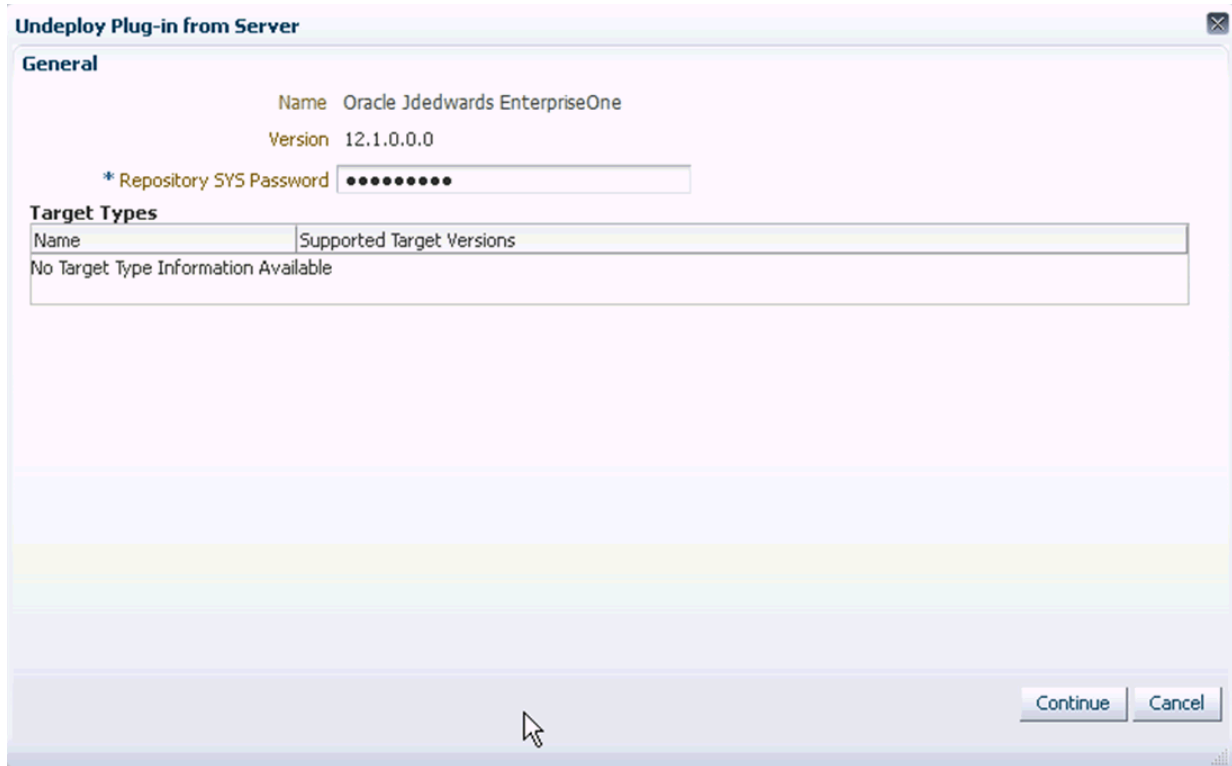 Undeploy Plug-in from Server
General
Name Oracle Jdedwards EnterpriseOne
Version 12.1.0.0.0
* Repository SYS Password •••••••••
Target Types
Name Supported Target Versions
No Target Type Information Available
Continue Cancel